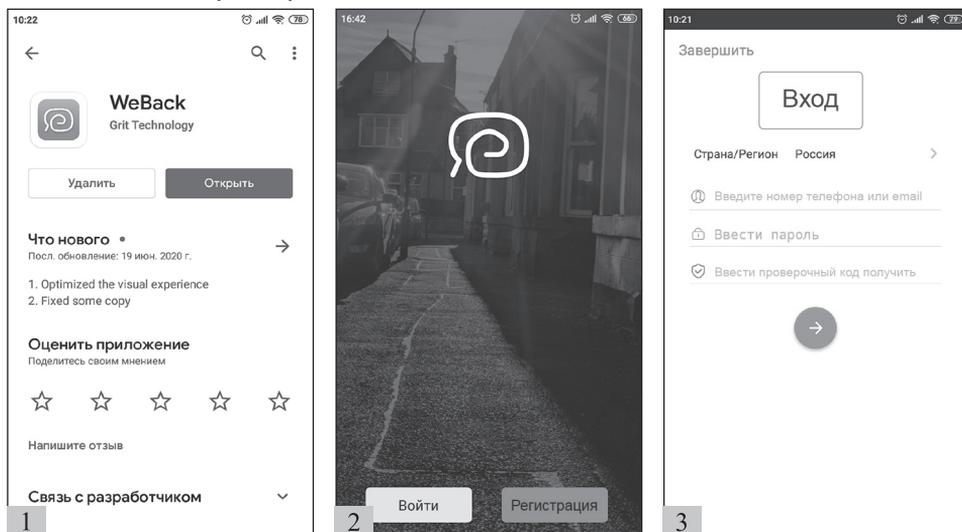 10:22
78
WeBack
Grit Technology
Удалить
Открыть
Что нового •
Посл. обновление: 19 июн. 2020 г.
1. Optimized the visual experience
2. Fixed some copy
Оценить приложение
Поделитесь своим мнением
Напишите отзыв
Связь с разработчиком
1
16:42
66
Войти
Регистрация
2
10:21
79
Завершить
Вход
Страна/Регион Россия
Введите номер телефона или email
Ввести пароль
Ввести проверочный код получить
3